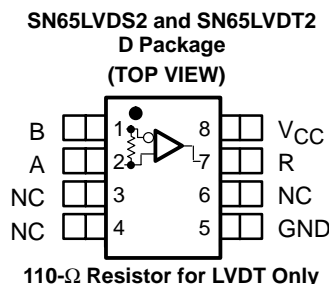 SN65LVDS2 and SN65LVDT2
D Package
(TOP VIEW)
B 1 8 VCC
A 2 7 R
NC 3 6 NC
NC 4 5 GND
110-Ω Resistor for LVDT Only